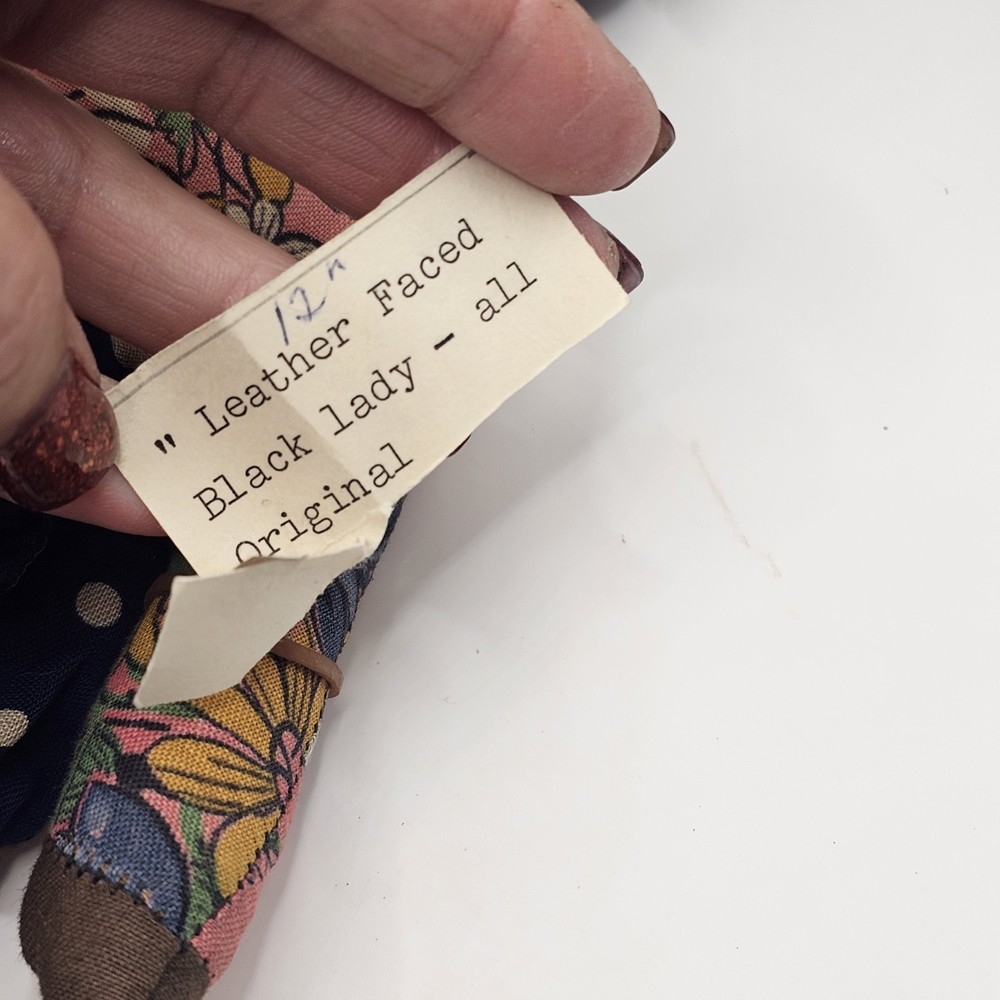 12"
" Leather Faced
Black lady - all
Original